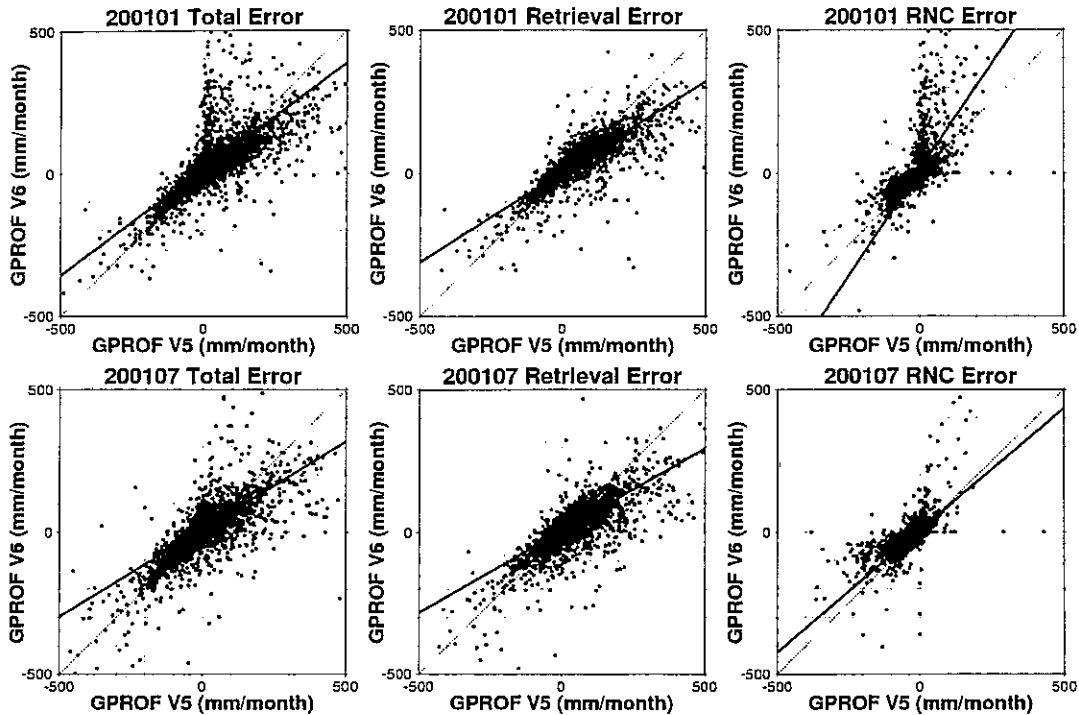 200101 Total Error
200101 Retrieval Error
200101 RNC Error
500
0
-500
GPROF V6 (mm/month)
-500
0
500
GPROF V5 (mm/month)
500
0
-500
GPROF V6 (mm/month)
-500
0
500
GPROF V5 (mm/month)
500
0
-500
GPROF V6 (mm/month)
-500
0
500
GPROF V5 (mm/month)
200107 Total Error
200107 Retrieval Error
200107 RNC Error
500
0
-500
GPROF V6 (mm/month)
-500
0
500
GPROF V5 (mm/month)
500
0
-500
GPROF V6 (mm/month)
-500
0
500
GPROF V5 (mm/month)
500
0
-500
GPROF V6 (mm/month)
-500
0
500
GPROF V5 (mm/month)